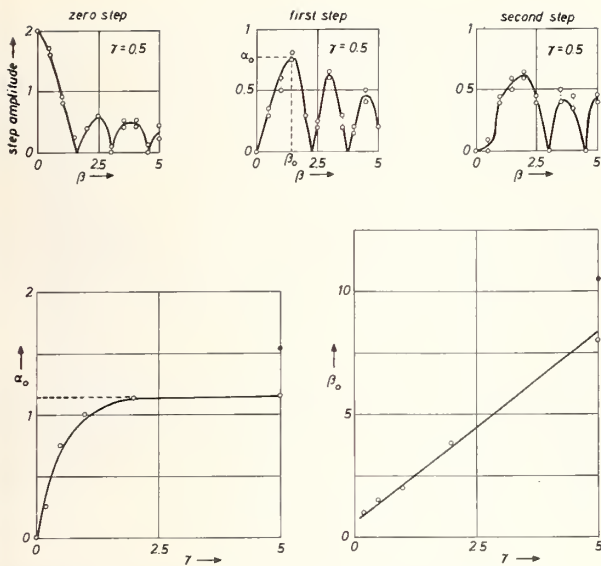 zero step
first step
second step
step amplitude →
2
1
0
γ = 0.5
0 2.5 5
β →
1
α₀
0.5
0
γ = 0.5
0 β₀ 2.5 5
β →
1
0.5
0
γ = 0.5
0 2.5 5
β →
2
α₀ →
1
0
0 2.5 5
γ →
10
β₀ →
5
0
0 2.5 5
γ →